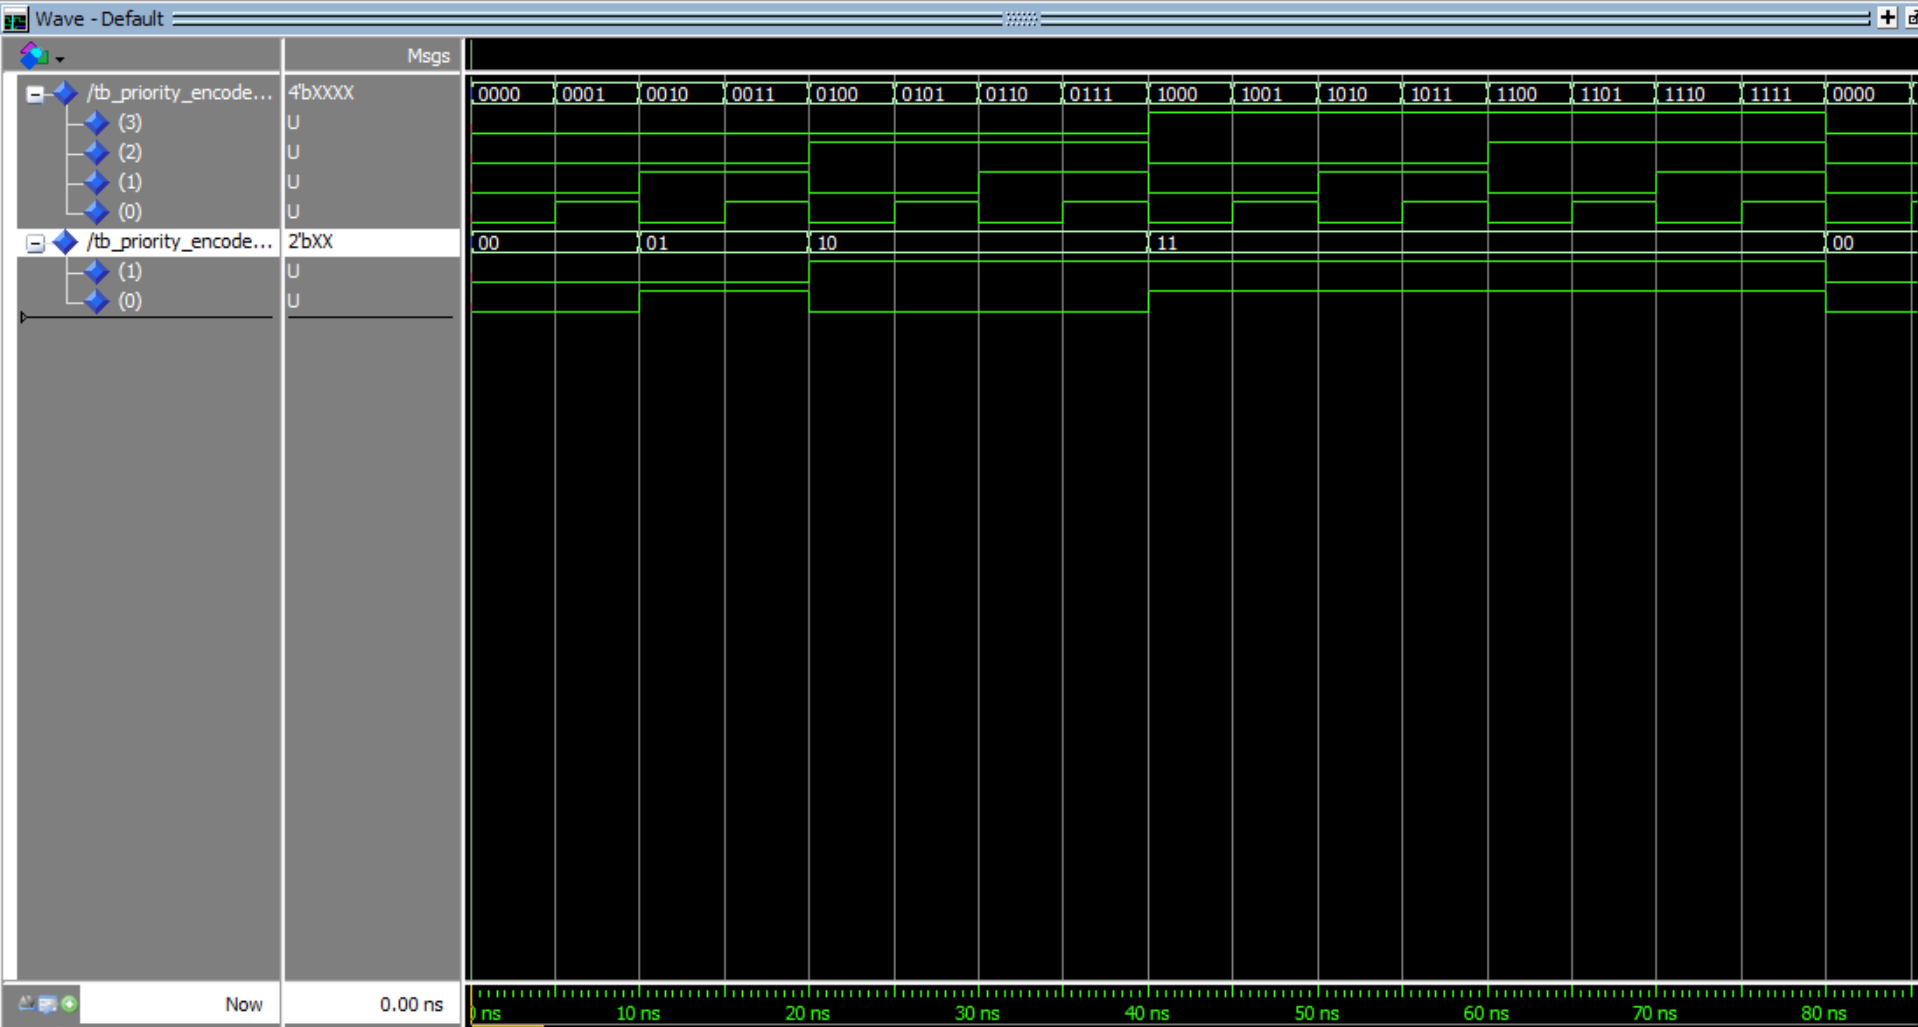 Wave - Default
Msgs
/tb_priority_encode... 4'bXXXX 0000 0001 0010 0011 0100 0101 0110 0111 1000 1001 1010 1011 1100 1101 1110 1111 0000
(3) U
(2) U
(1) U
(0) U
/tb_priority_encode... 2'bXX 00 01 10 11 00
(1) U
(0) U
Now 0.00 ns
ns 10 ns 20 ns 30 ns 40 ns 50 ns 60 ns 70 ns 80 ns